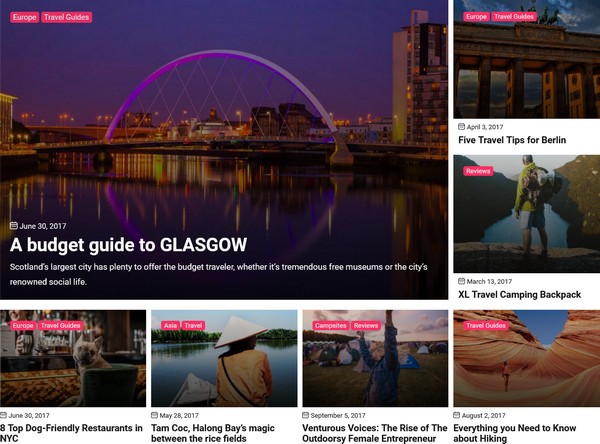 Europe Travel Guides
June 30, 2017
A budget guide to GLASGOW
Scotland's largest city has plenty to offer the budget traveler, whether it's tremendous free museums or the city's
renowned social life.
Europe Travel Guides
April 3, 2017
Five Travel Tips for Berlin
Reviews
March 13, 2017
XL Travel Camping Backpack
Europe Travel Guides
June 30, 2017
8 Top Dog-Friendly Restaurants in
NYC
Asia Travel
May 28, 2017
Tam Coc, Halong Bay's magic
between the rice fields
Campsites Reviews
September 5, 2017
Venturous Voices: The Rise of The
Outdoorsy Female Entrepreneur
Travel Guides
August 2, 2017
Everything you Need to Know
about Hiking